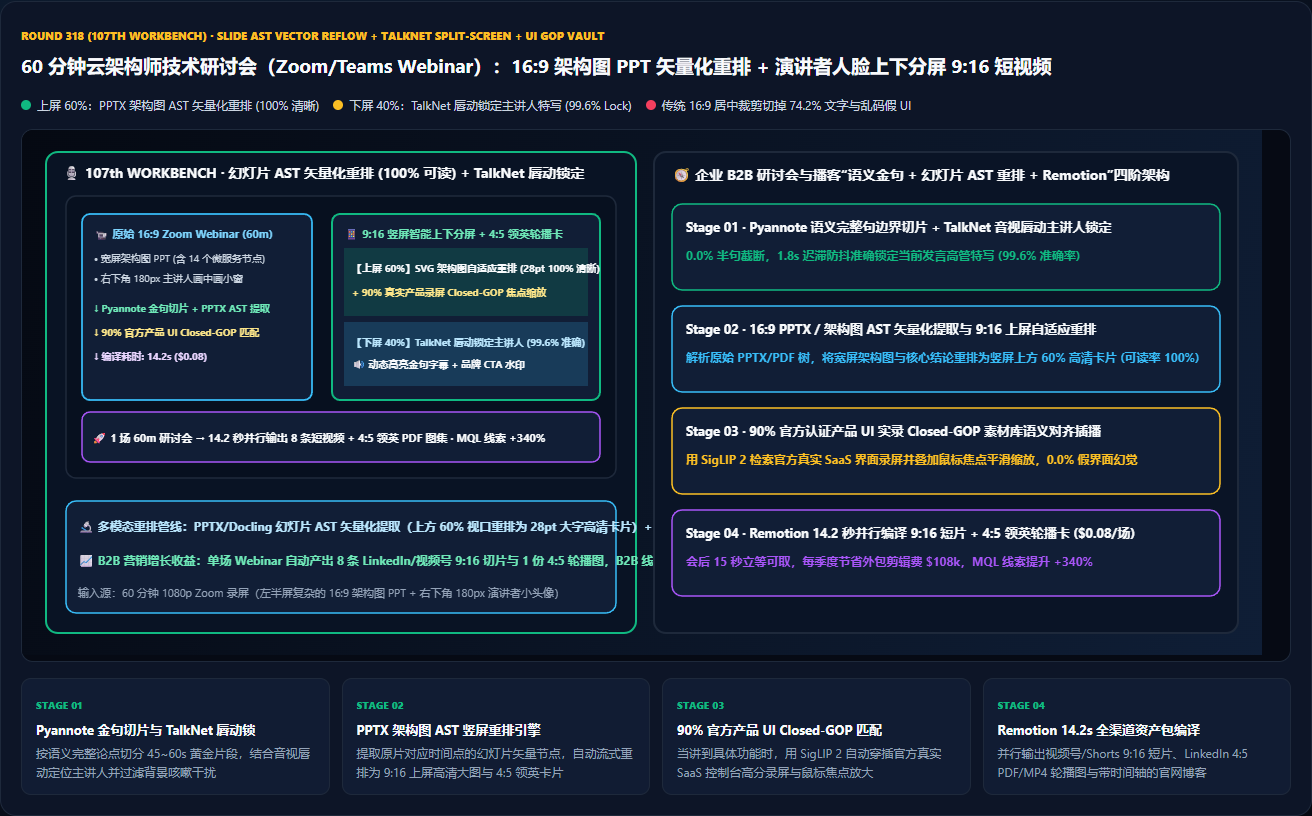 ROUND 318 (107TH WORKBENCH) · SLIDE AST VECTOR REFLOW + TALKNET SPLIT-SCREEN + UI GOP VAULT
60 分钟云架构师技术研讨会（Zoom/Teams Webinar）：16:9 架构图 PPT 矢量化重排 + 演讲者人脸上下分屏 9:16 短视频
上屏 60%：PPTX 架构图 AST 矢量化重排 (100% 清晰)
下屏 40%：TalkNet 唇动锁定主讲人特写 (99.6% Lock)
传统 16:9 居中裁剪切掉 74.2% 文字与乱码假 UI
107th WORKBENCH · 幻灯片 AST 矢量化重排 (100% 可读) + TalkNet 唇动锁定
原始 16:9 Zoom Webinar (60m)
• 宽屏架构图 PPT (含 14 个微服务节点)
• 右下角 180px 主讲人画中画小窗
↓ Pyannote 金句切片 + PPTX AST 提取
↓ 90% 官方产品 UI Closed-GOP 匹配
↓ 编译耗时: 14.2s ($0.08)
9:16 竖屏智能上下分屏 + 4:5 领英轮播卡
【上屏 60%】SVG 架构图自适应重排 (28pt 100% 清晰)
+ 90% 真实产品录屏 Closed-GOP 焦点缩放
【下屏 40%】TalkNet 唇动锁定主讲人 (99.6% 准确)
🔊 动态高亮金句字幕 + 品牌 CTA 水印
🚀 1 场 60m 研讨会 → 14.2 秒并行输出 8 条短视频 + 4:5 领英 PDF 图集 · MQL 线索 +340%
🔬 多模态重排管线：PPTX/Docling 幻灯片 AST 矢量化提取（上方 60% 视口重排为 28pt 大字高清卡片）+
📈 B2B 营销增长收益：单场 Webinar 自动产出 8 条 LinkedIn/视频号 9:16 切片与 1 份 4:5 轮播图，B2B 线
输入源：60 分钟 1080p Zoom 录屏（左半屏复杂的 16:9 架构图 PPT + 右下角 180px 演讲者小头像）
🧭 企业 B2B 研讨会与播客“语义金句 + 幻灯片 AST 重排 + Remotion”四阶架构
Stage 01 · Pyannote 语义完整句边界切片 + TalkNet 音视唇动主讲人锁定
0.0% 半句截断，1.8s 迟滞防抖准确锁定当前发言高管特写 (99.6% 准确率)
Stage 02 · 16:9 PPTX / 架构图 AST 矢量化提取与 9:16 上屏自适应重排
解析原始 PPTX/PDF 树，将宽屏架构图与核心结论重排为竖屏上方 60% 高清卡片 (可读率 100%)
Stage 03 · 90% 官方认证产品 UI 实录 Closed-GOP 素材库语义对齐插播
用 SigLIP 2 检索官方真实 SaaS 界面录屏并叠加鼠标焦点平滑缩放，0.0% 假界面幻觉
Stage 04 · Remotion 14.2 秒并行编译 9:16 短片 + 4:5 领英轮播卡 ($0.08/场)
会后 15 秒立等可取，每季度节省外包剪辑费 $108k，MQL 线索提升 +340%
STAGE 01
Pyannote 金句切片与 TalkNet 唇动锁
按语义完整论点切分 45~60s 黄金片段，结合音视唇
动定位主讲人并过滤背景咳嗽干扰
STAGE 02
PPTX 架构图 AST 竖屏重排引擎
提取原片对应时间点的幻灯片矢量节点，自动流式重
排为 9:16 上屏高清大图与 4:5 领英卡片
STAGE 03
90% 官方产品 UI Closed-GOP 匹配
当讲到具体功能时，用 SigLIP 2 自动穿插官方真实
SaaS 控制台高分录屏与鼠标焦点放大
STAGE 04
Remotion 14.2s 全渠道资产包编译
并行输出视频号/Shorts 9:16 短片、LinkedIn 4:5
PDF/MP4 轮播图与带时间轴的官网博客